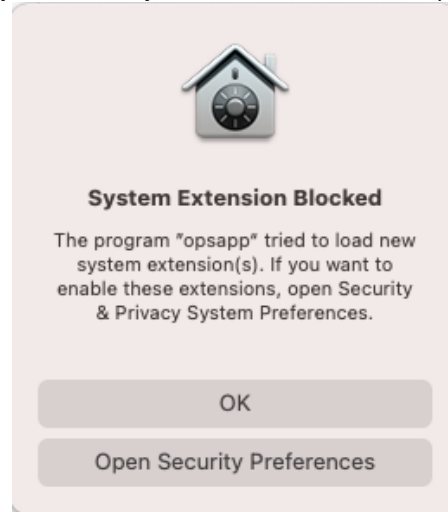 System Extension Blocked
The program "opsapp" tried to load new
system extension(s). If you want to
enable these extensions, open Security
& Privacy System Preferences.
OK
Open Security Preferences